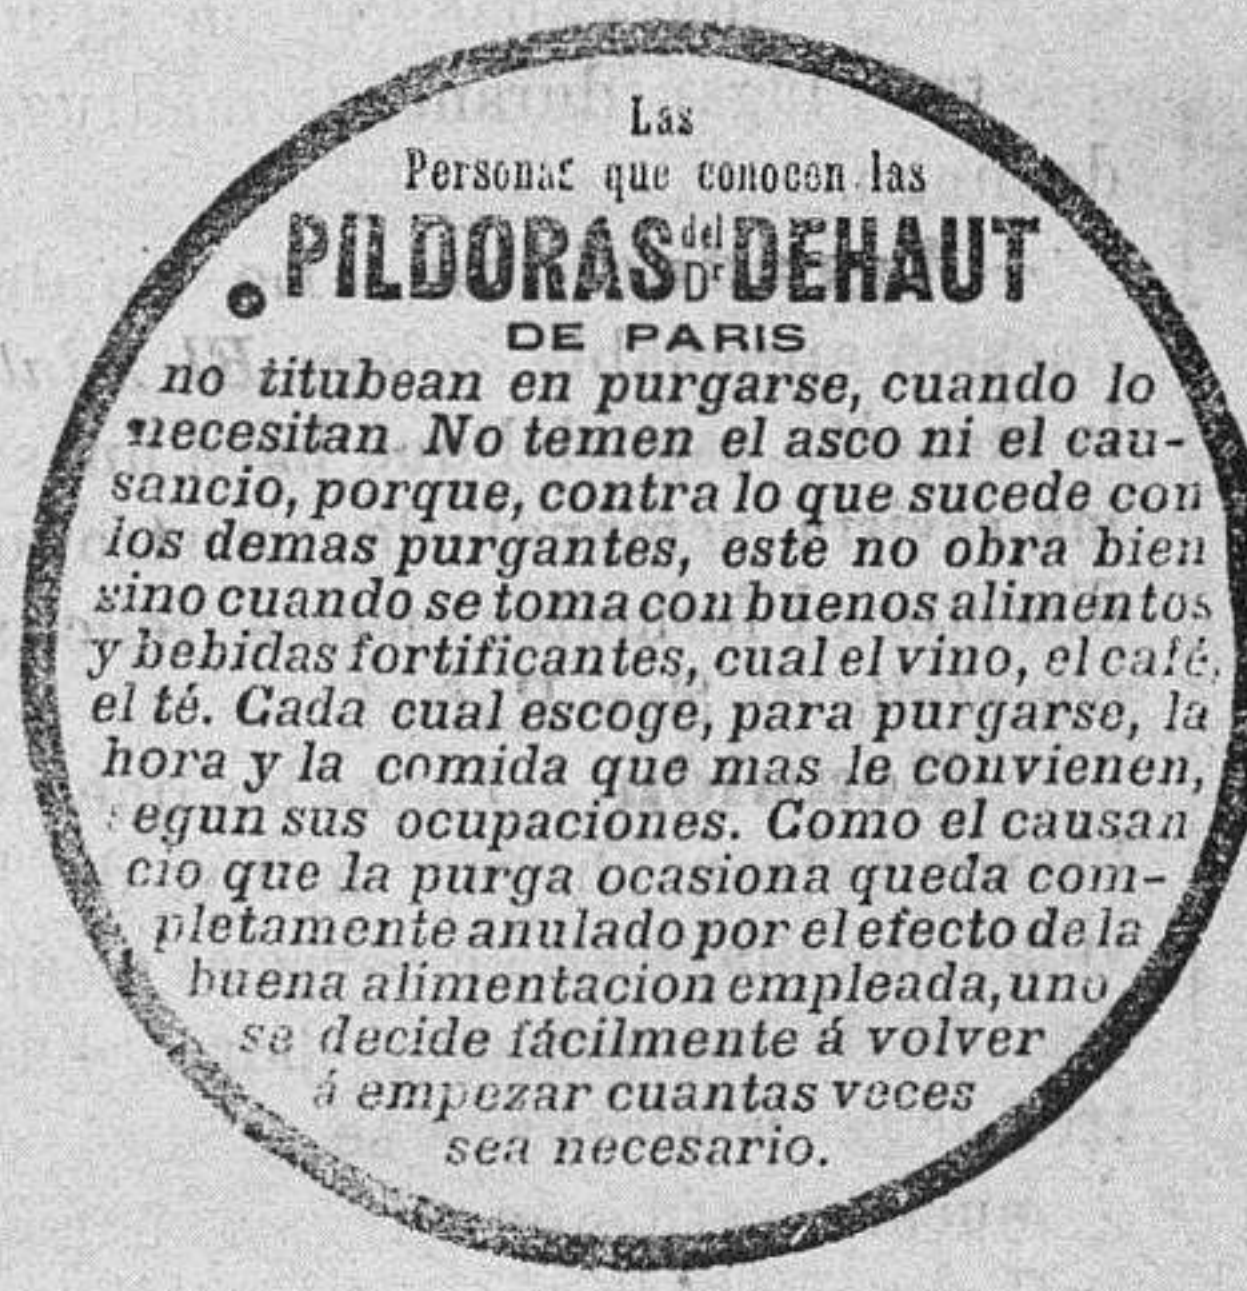 Las
Personas que conocen las
PILDORAS del Dr DEHAUT
DE PARIS
no titubean en purgarse, cuando lo
necesitan No temen el asco ni el cau-
sancio, porque, contra lo que sucede con
los demas purgantes, este no obra bien
sino cuando se toma con buenos alimentos
y bebidas fortificantes, cual el vino, el café,
el té. Cada cual escoge, para purgarse, la
hora y la comida que mas le convienen,
segun sus ocupaciones. Como el causan
cio que la purga ocasiona queda com-
pletamente anulado por el efecto de la
buena alimentacion empleada, uno
se decide fácilmente á volver
á empezar cuantas veces
sea necesario.